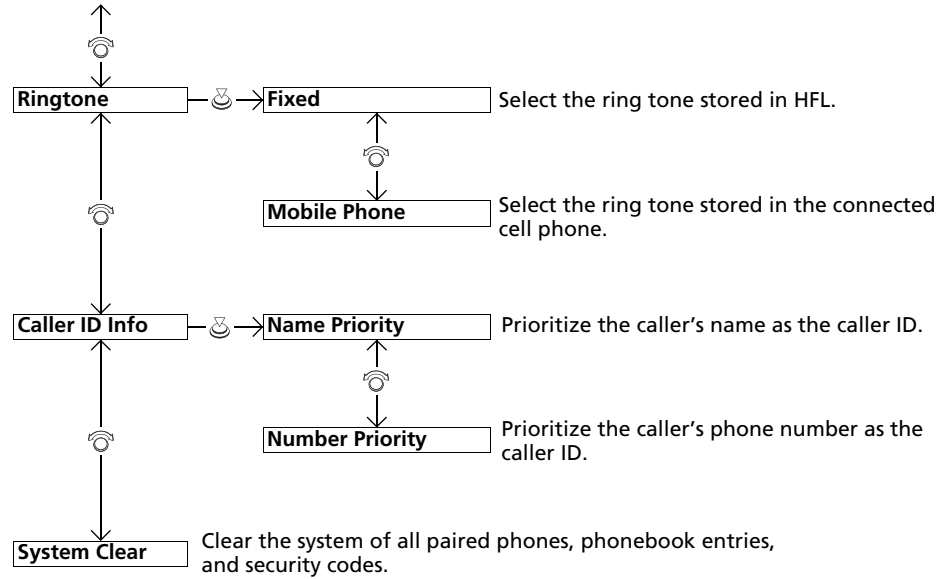 Ringtone
Fixed
Select the ring tone stored in HFL.
Mobile Phone
Select the ring tone stored in the connected
cell phone.
Caller ID Info
Name Priority
Prioritize the caller’s name as the caller ID.
Number Priority
Prioritize the caller’s phone number as the
caller ID.
System Clear
Clear the system of all paired phones, phonebook entries,
and security codes.